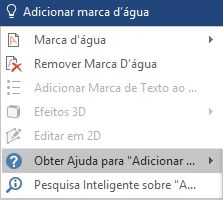 Adicionar marca d'água
Marca d'água
Remover Marca D'água
Adicionar Marca de Texto ao ...
Efeitos 3D
Editar em 2D
Obter Ajuda para "Adicionar ...
Pesquisa Inteligente sobre "A...